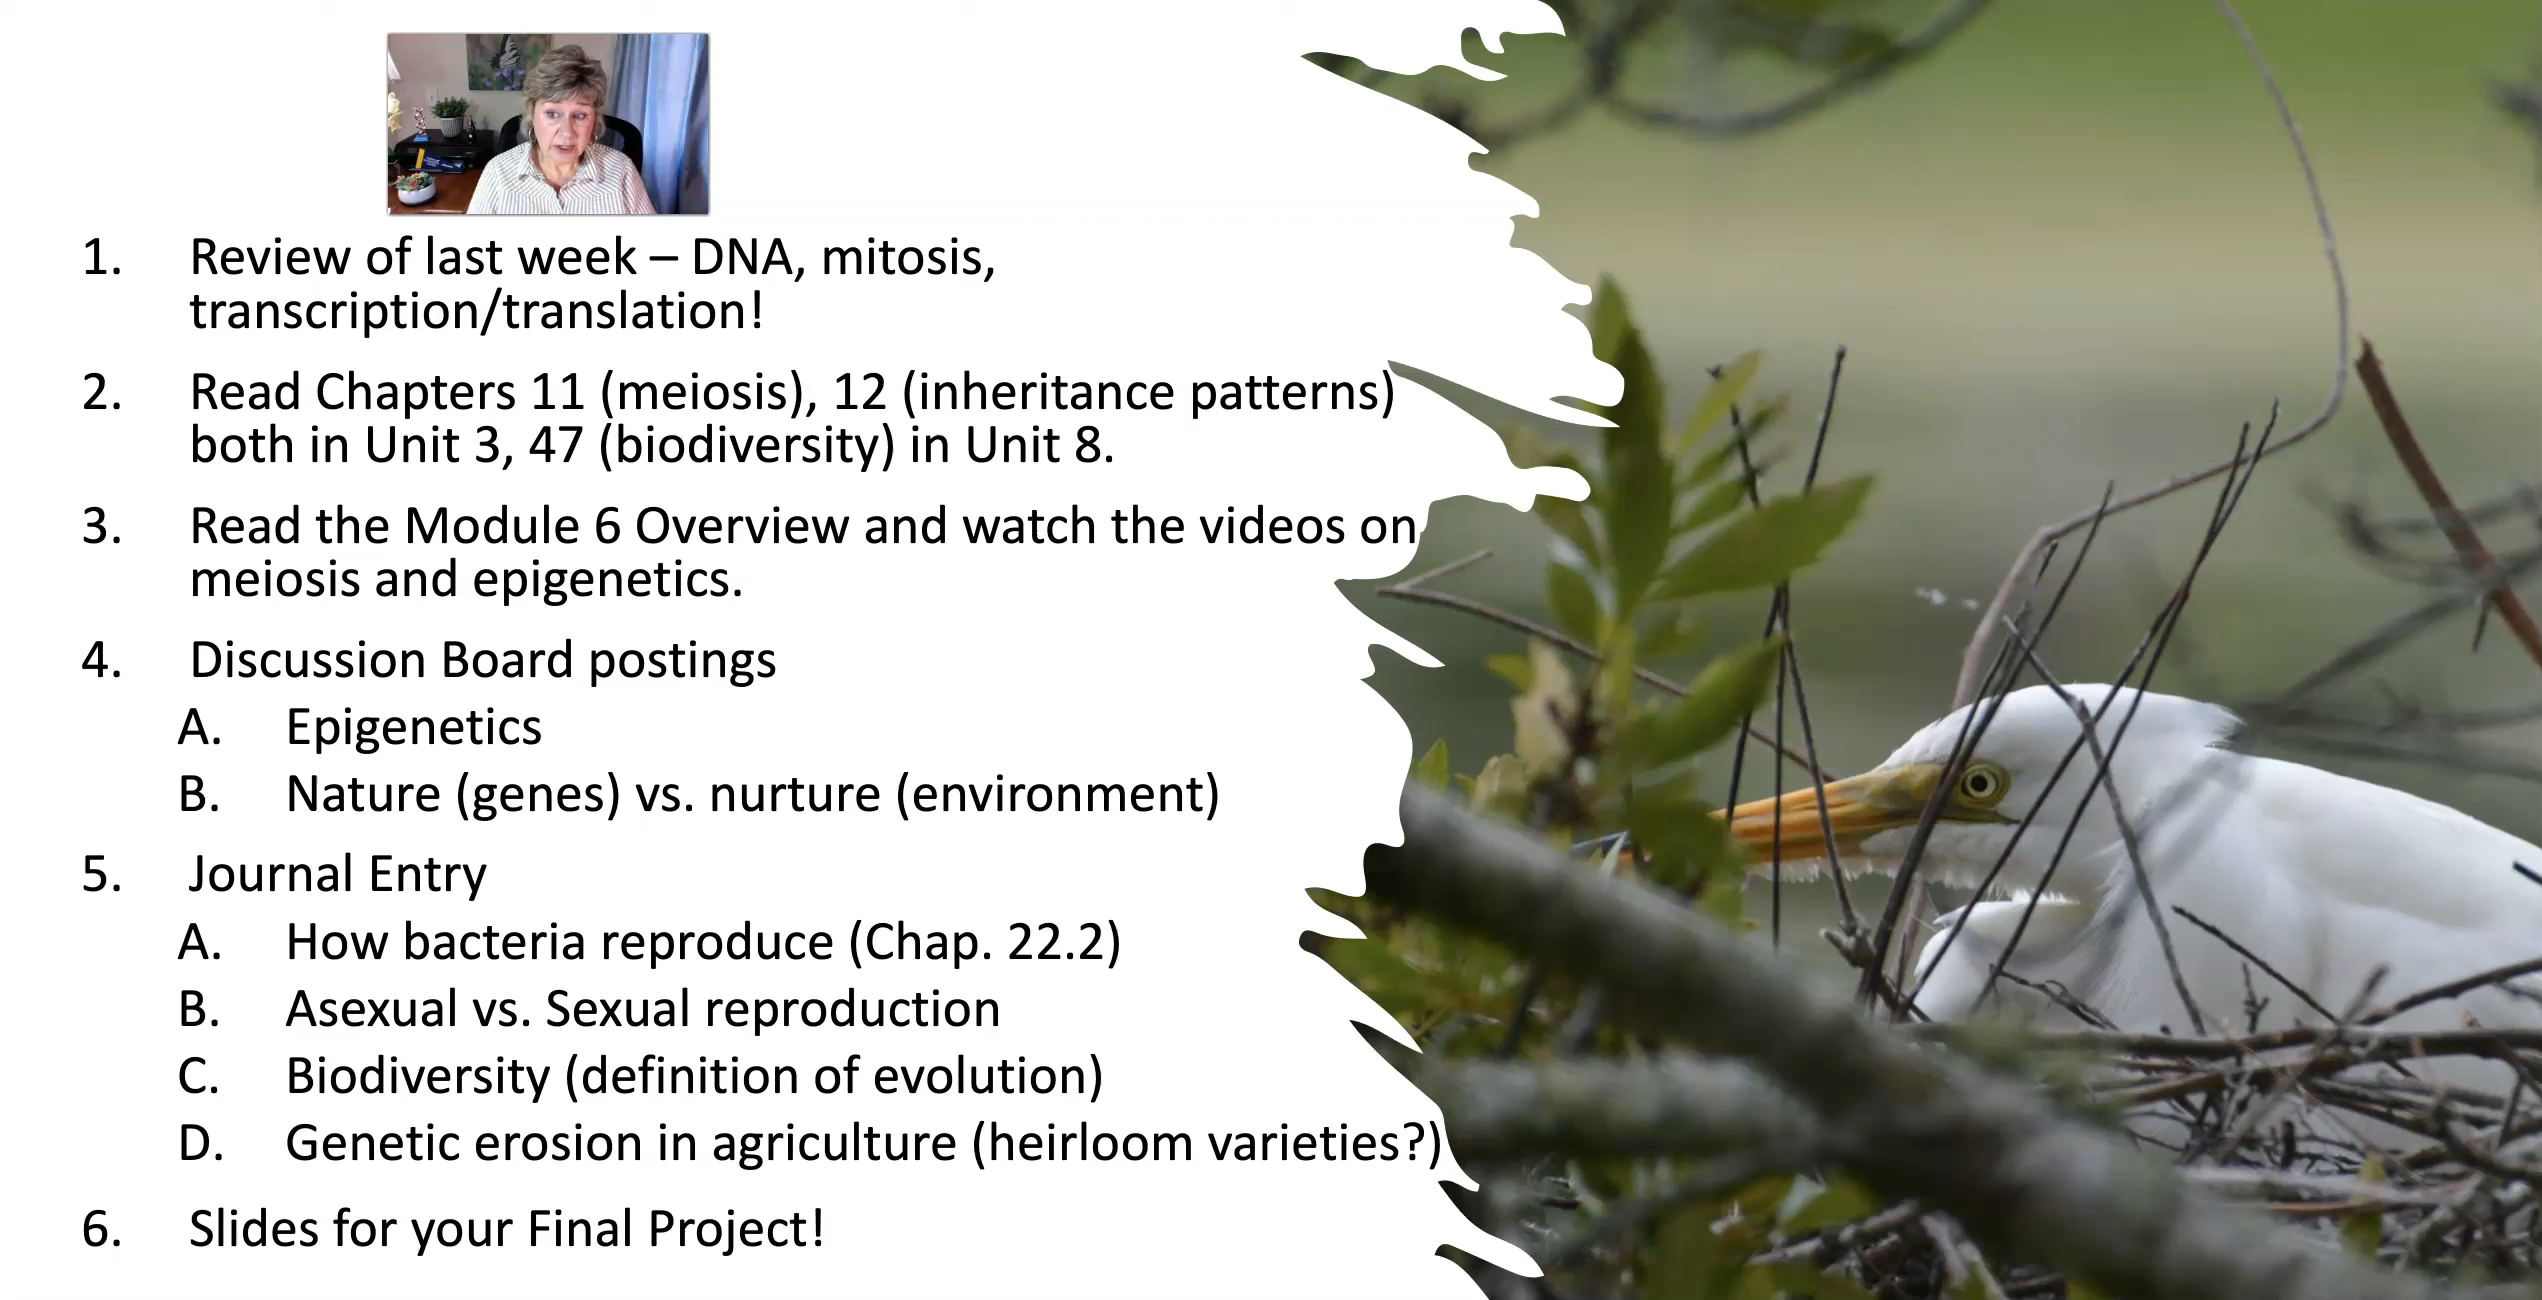 1. Review of last week – DNA, mitosis,
transcription/translation!
2. Read Chapters 11 (meiosis), 12 (inheritance patterns)
both in Unit 3, 47 (biodiversity) in Unit 8.
3. Read the Module 6 Overview and watch the videos on
meiosis and epigenetics.
4. Discussion Board postings
A. Epigenetics
B. Nature (genes) vs. nurture (environment)
5. Journal Entry
A. How bacteria reproduce (Chap. 22.2)
B. Asexual vs. Sexual reproduction
C. Biodiversity (definition of evolution)
D. Genetic erosion in agriculture (heirloom varieties?)
6. Slides for your Final Project!